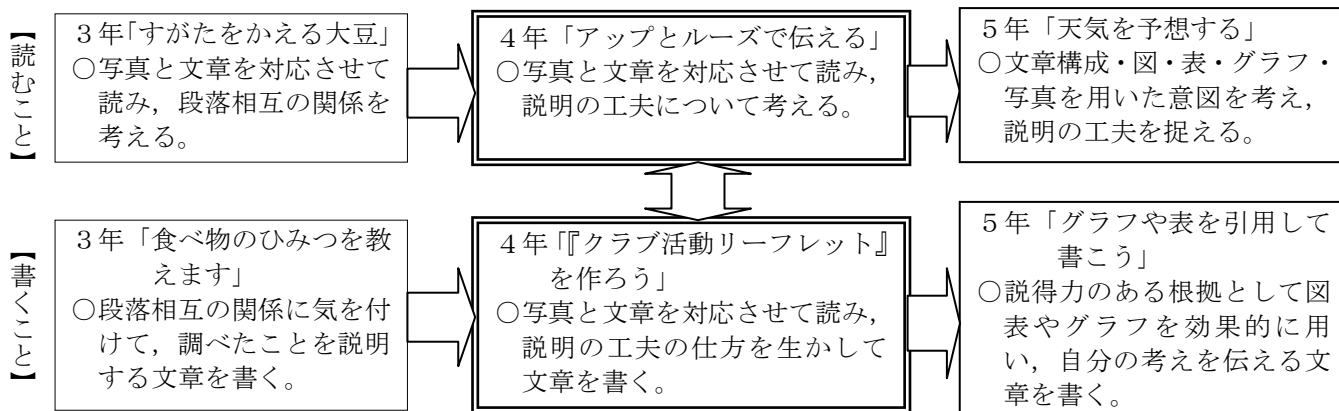 【読むこと】
３年「すがたをかえる大豆」
○写真と文章を対応させて
読み，段落相互の関係を
考える。
４年「アップとルーズで伝える」
○写真と文章を対応させて読み，
説明の工夫について考える。
５年「天気を予想する」
○文章構成・図・表・グラフ・
写真を用いた意図を考え，
説明の工夫を捉える。
【書くこと】
３年「食べ物のひみつを教
えます」
○段落相互の関係に気を付
けて，調べたことを説明
する文章を書く。
４年「『クラブ活動リーフレット』
を作ろう」
○写真と文章を対応させて読み，
説明の工夫の仕方を生かして
文章を書く。
５年「グラフや表を引用して
書こう」
○説得力のある根拠として図
表やグラフを効果的に用
い，自分の考えを伝える文
章を書く。